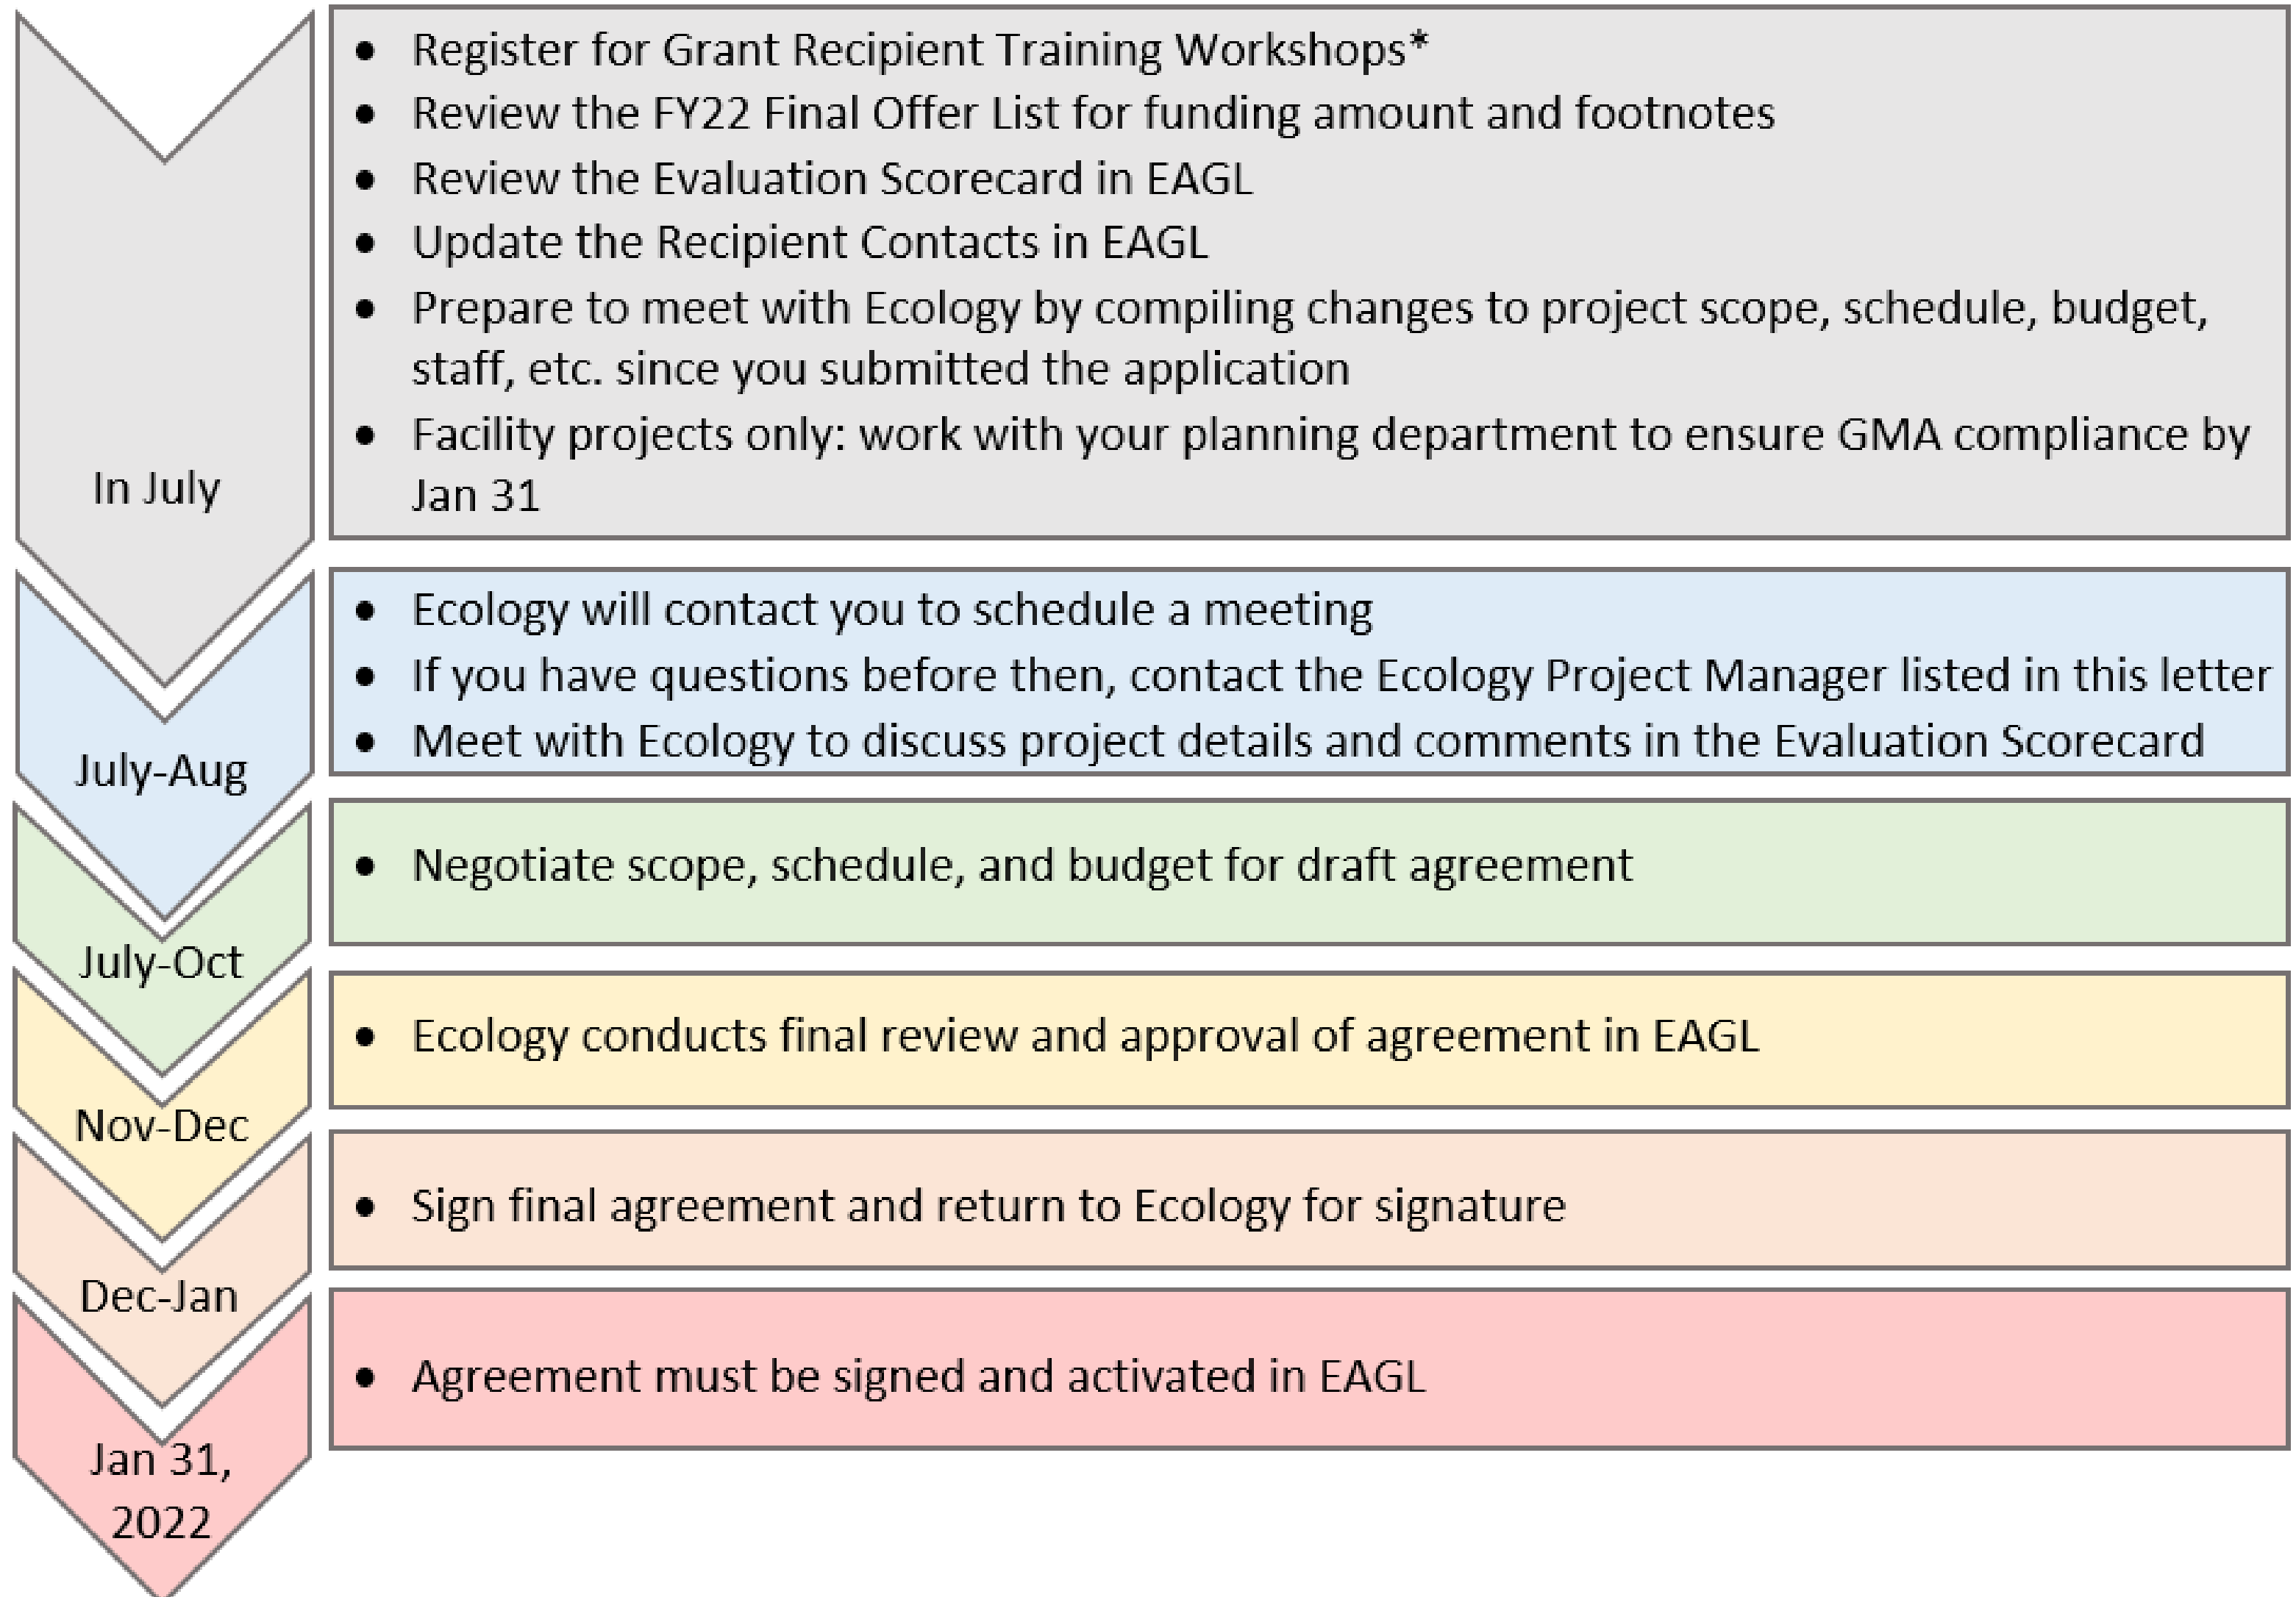 • Register for Grant Recipient Training Workshops*
• Review the FY22 Final Offer List for funding amount and footnotes
• Review the Evaluation Scorecard in EAGL
• Update the Recipient Contacts in EAGL
• Prepare to meet with Ecology by compiling changes to project scope, schedule, budget,
staff, etc. since you submitted the application
• Facility projects only: work with your planning department to ensure GMA compliance by
Jan 31
In July
• Ecology will contact you to schedule a meeting
• If you have questions before then, contact the Ecology Project Manager listed in this letter
• Meet with Ecology to discuss project details and comments in the Evaluation Scorecard
July-Aug
• Negotiate scope, schedule, and budget for draft agreement
July-Oct
• Ecology conducts final review and approval of agreement in EAGL
Nov-Dec
• Sign final agreement and return to Ecology for signature
Dec-Jan
• Agreement must be signed and activated in EAGL
Jan 31,
2022